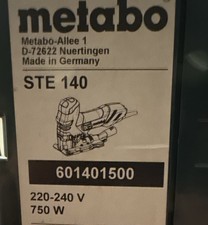 metabo
Metabo-Allee 1
D-72622 Nuertingen
Made in Germany
STE 140
601401500
220-240 V
750 W